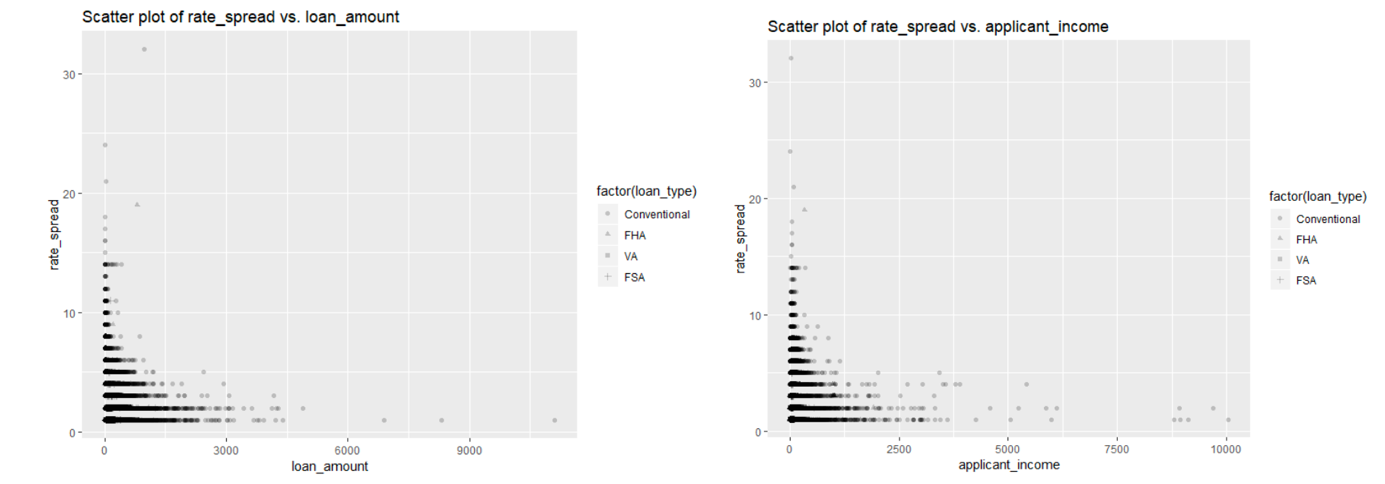 Scatter plot of rate_spread vs. loan_amount
30
20
10
0
rate_spread
0 3000 6000 9000
loan_amount
factor(loan_type)
Conventional
FHA
VA
FSA
Scatter plot of rate_spread vs. applicant_income
30
20
10
0
rate_spread
0 2500 5000 7500 10000
applicant_income
factor(loan_type)
Conventional
FHA
VA
FSA